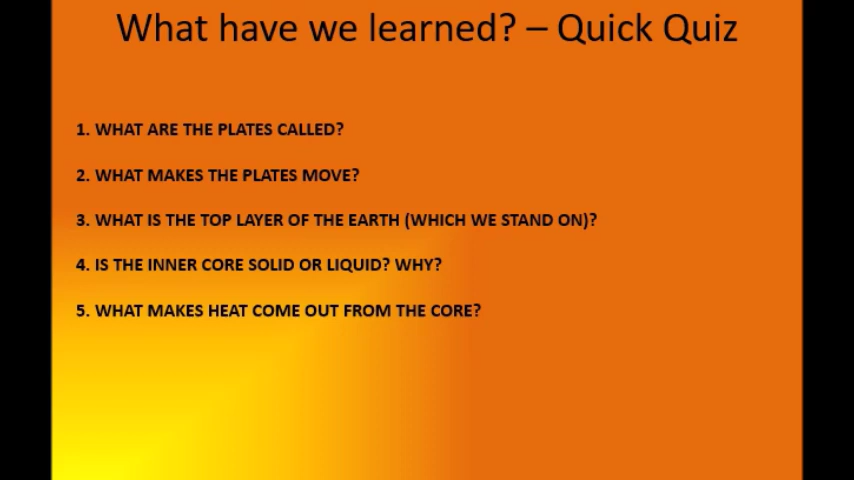 What have we learned? – Quick Quiz
1. WHAT ARE THE PLATES CALLED?
2. WHAT MAKES THE PLATES MOVE?
3. WHAT IS THE TOP LAYER OF THE EARTH (WHICH WE STAND ON)?
4. IS THE INNER CORE SOLID OR LIQUID? WHY?
5. WHAT MAKES HEAT COME OUT FROM THE CORE?